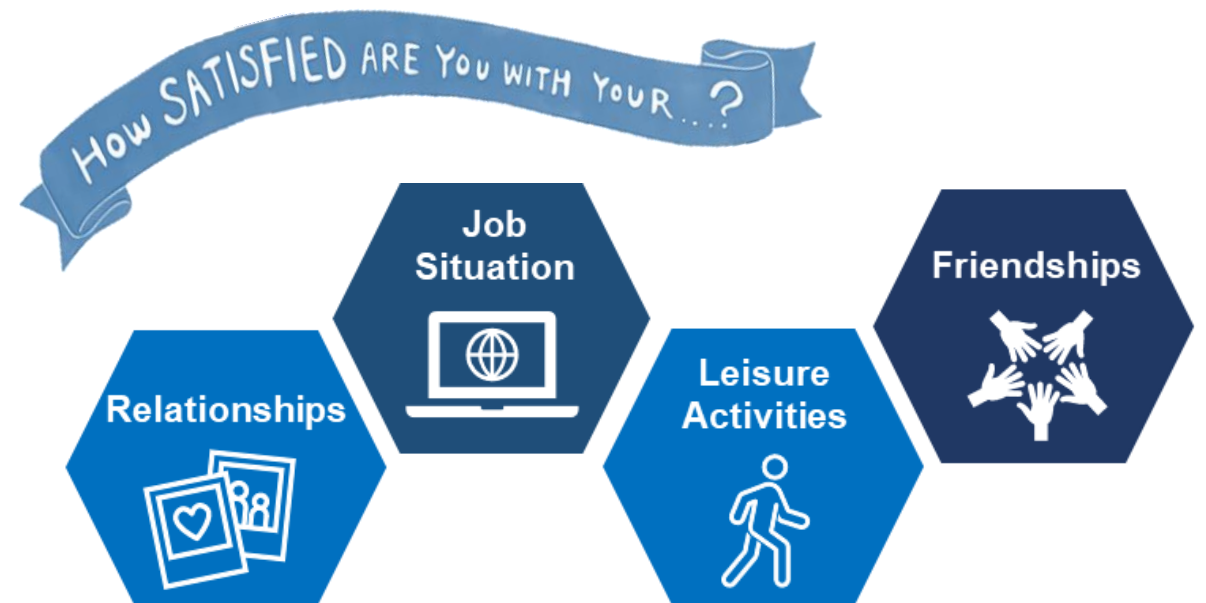 How SATISFIED ARE YOU WITH YOUR....?
Job
Situation
Friendships
Relationships
Leisure
Activities